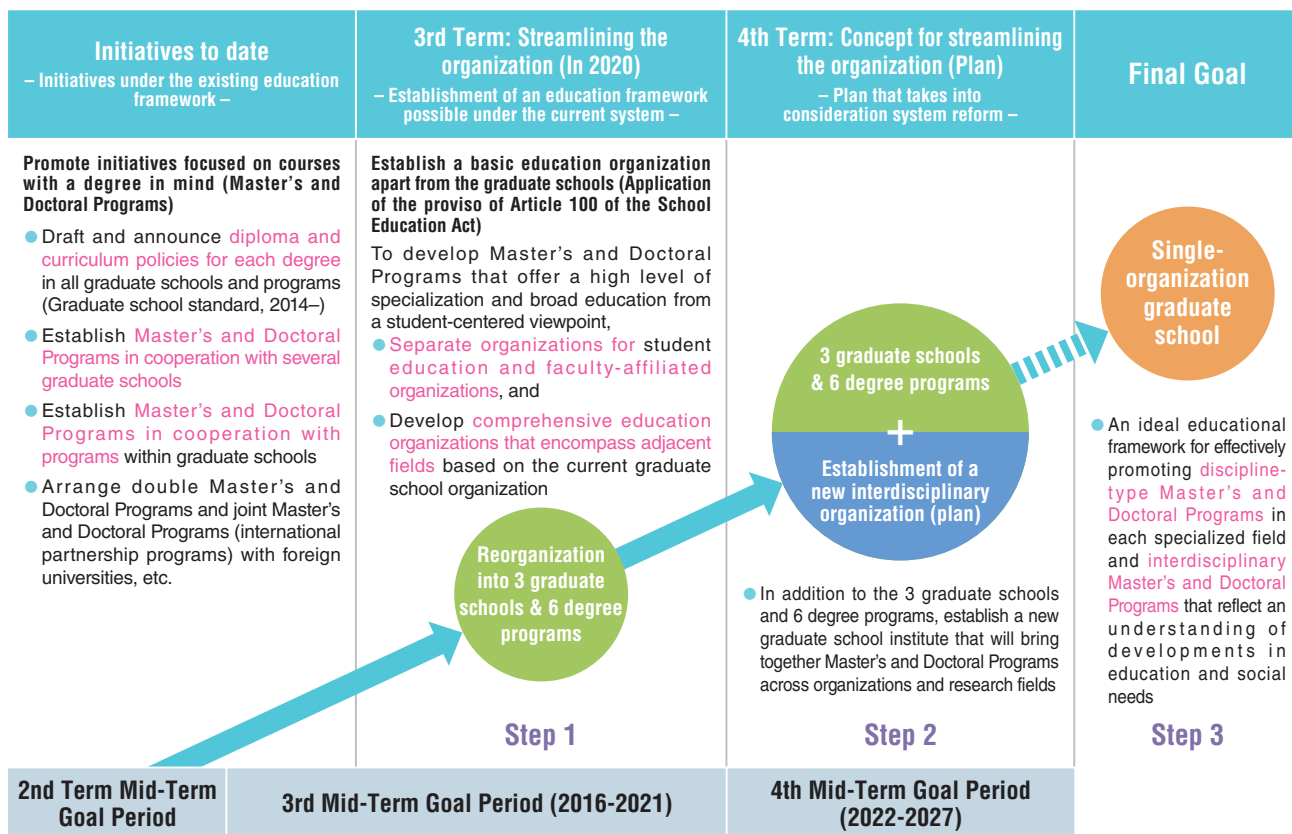 Initiatives to date
– Initiatives under the existing education
framework –
3rd Term: Streamlining the
organization (In 2020)
– Establishment of an education framework
possible under the current system –
4th Term: Concept for streamlining
the organization (Plan)
– Plan that takes into
consideration system reform –
Final Goal
Promote initiatives focused on courses
with a degree in mind (Master's and
Doctoral Programs)
Draft and announce diploma and
curriculum policies for each degree
in all graduate schools and programs
(Graduate school standard, 2014–)
Establish Master's and Doctoral
Programs in cooperation with several
graduate schools
Establish Master's and Doctoral
Programs in cooperation with
programs within graduate schools
Arrange double Master's and
Doctoral Programs and joint Master's
and Doctoral Programs (international
partnership programs) with foreign
universities, etc.
Establish a basic education organization
apart from the graduate schools (Application
of the proviso of Article 100 of the School
Education Act)
To develop Master's and Doctoral
Programs that offer a high level of
specialization and broad education from
a student-centered viewpoint,
Separate organizations for student
education and faculty-affiliated
organizations, and
Develop comprehensive education
organizations that encompass adjacent
fields based on the current graduate
school organization
Reorganization
into 3 graduate
schools & 6 degree
programs
Step 1
3 graduate schools
& 6 degree programs
+
Establishment of a
new interdisciplinary
organization (plan)
In addition to the 3 graduate schools
and 6 degree programs, establish a new
graduate school institute that will bring
together Master's and Doctoral Programs
across organizations and research fields
Step 2
Single-
organization
graduate
school
An ideal educational
framework for effectively
promoting discipline-
type Master's and
Doctoral Programs in
each specialized field
and interdisciplinary
Master's and Doctoral
Programs that reflect an
understanding of
developments in
education and social
needs
Step 3
2nd Term Mid-Term
Goal Period
3rd Mid-Term Goal Period (2016-2021)
4th Mid-Term Goal Period
(2022-2027)